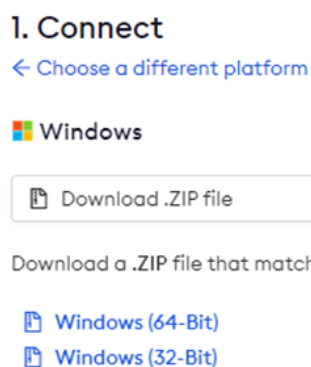 1. Connect
← Choose a different platform
Windows
Download .ZIP file
Download a .ZIP file that match
Windows (64-Bit)
Windows (32-Bit)